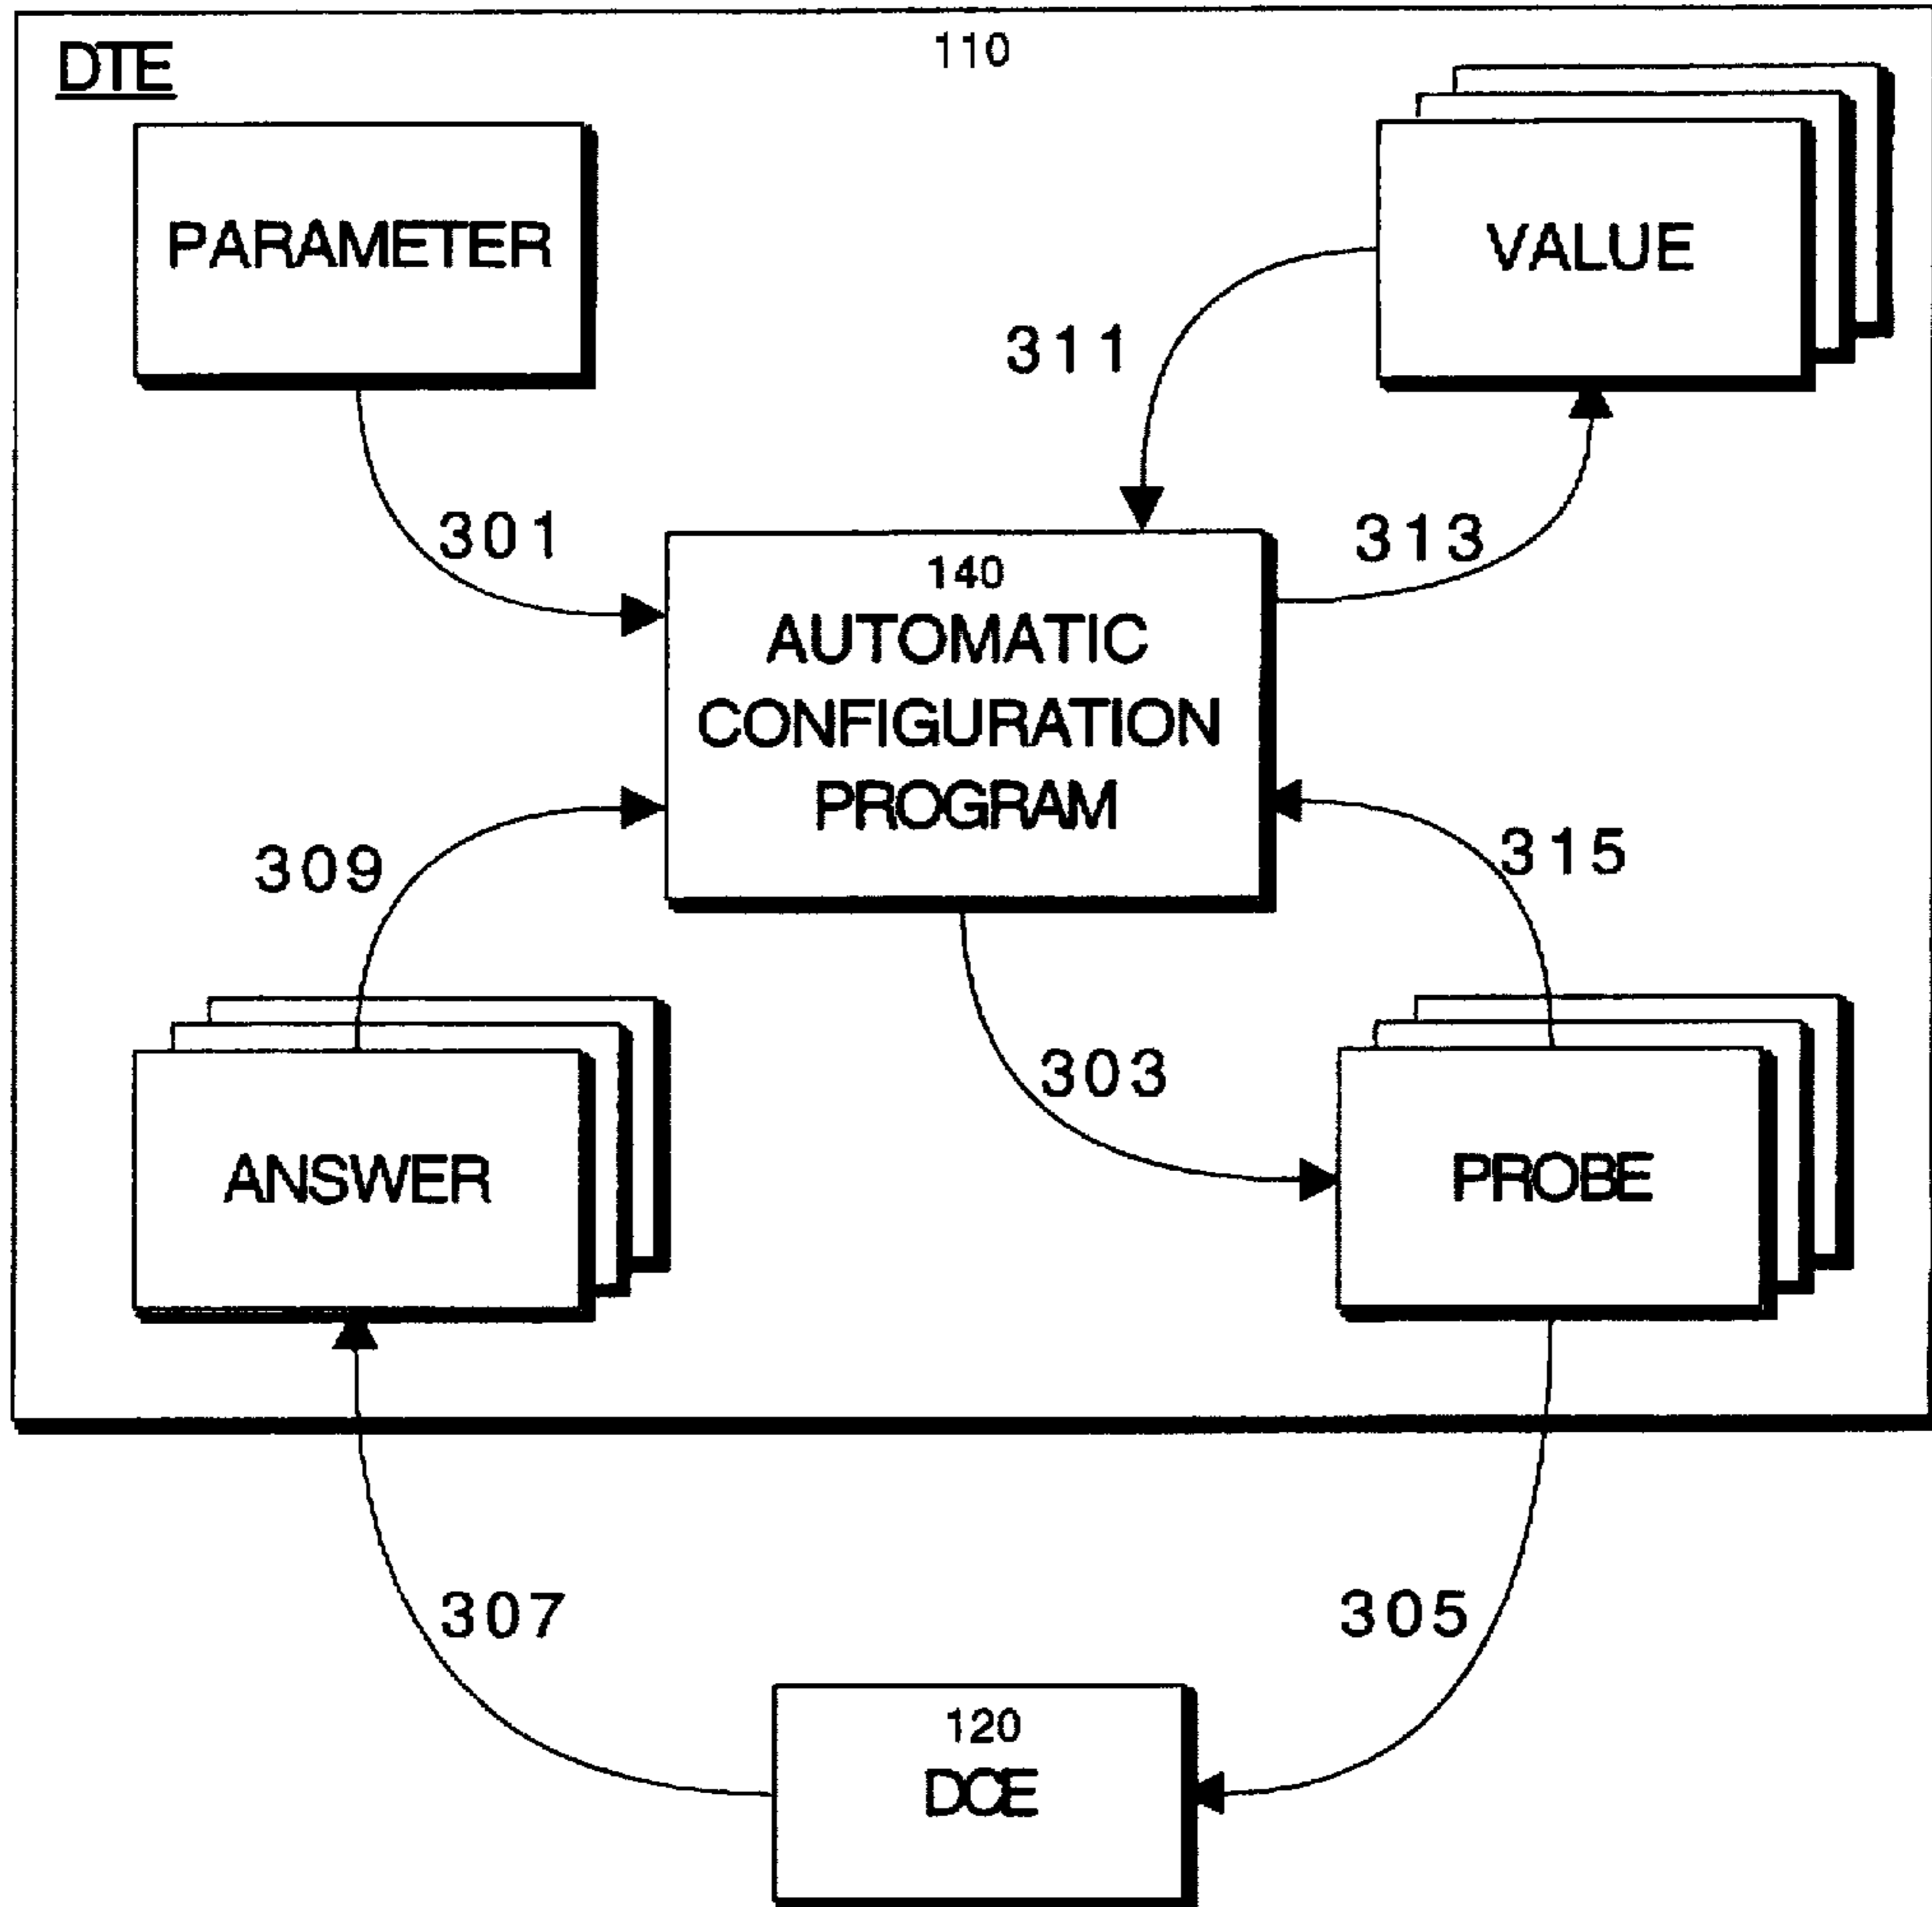 DTE
110
PARAMETER
VALUE
311
301
313
140
AUTOMATIC
CONFIGURATION
PROGRAM
309
315
303
ANSWER
PROBE
307
305
120
DCE